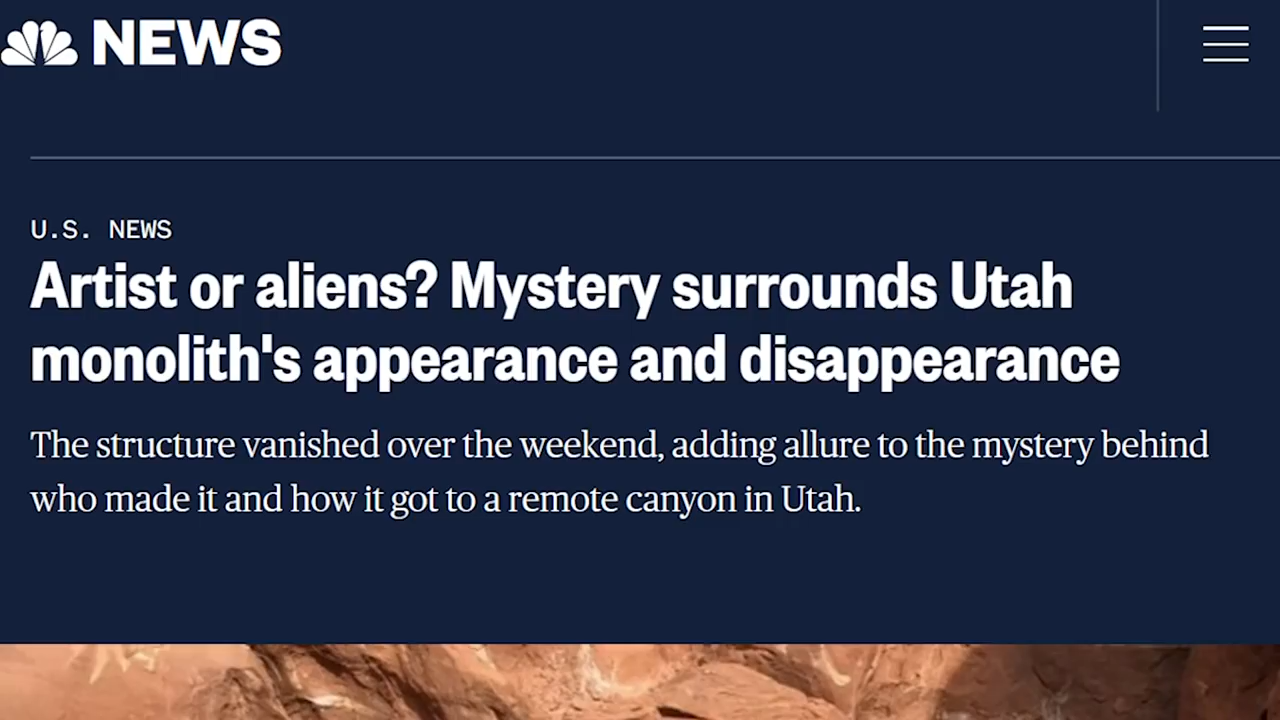 NEWS
U.S. NEWS
Artist or aliens? Mystery surrounds Utah
monolith's appearance and disappearance
The structure vanished over the weekend, adding allure to the mystery behind
who made it and how it got to a remote canyon in Utah.